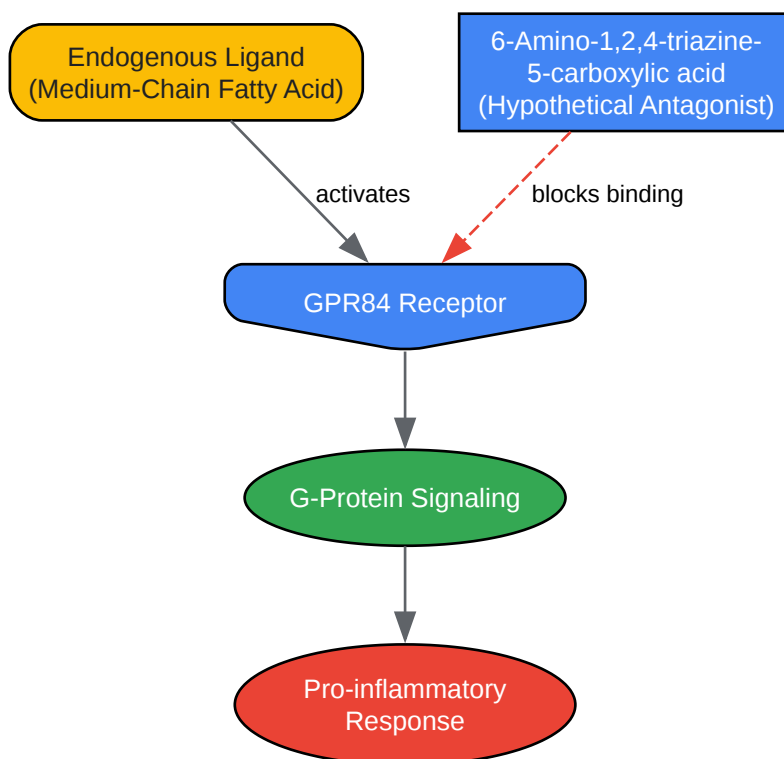 Endogenous Ligand
(Medium-Chain Fatty Acid)
6-Amino-1,2,4-triazine-
5-carboxylic acid
(Hypothetical Antagonist)
activates
blocks binding
GPR84 Receptor
G-Protein Signaling
Pro-inflammatory
Response